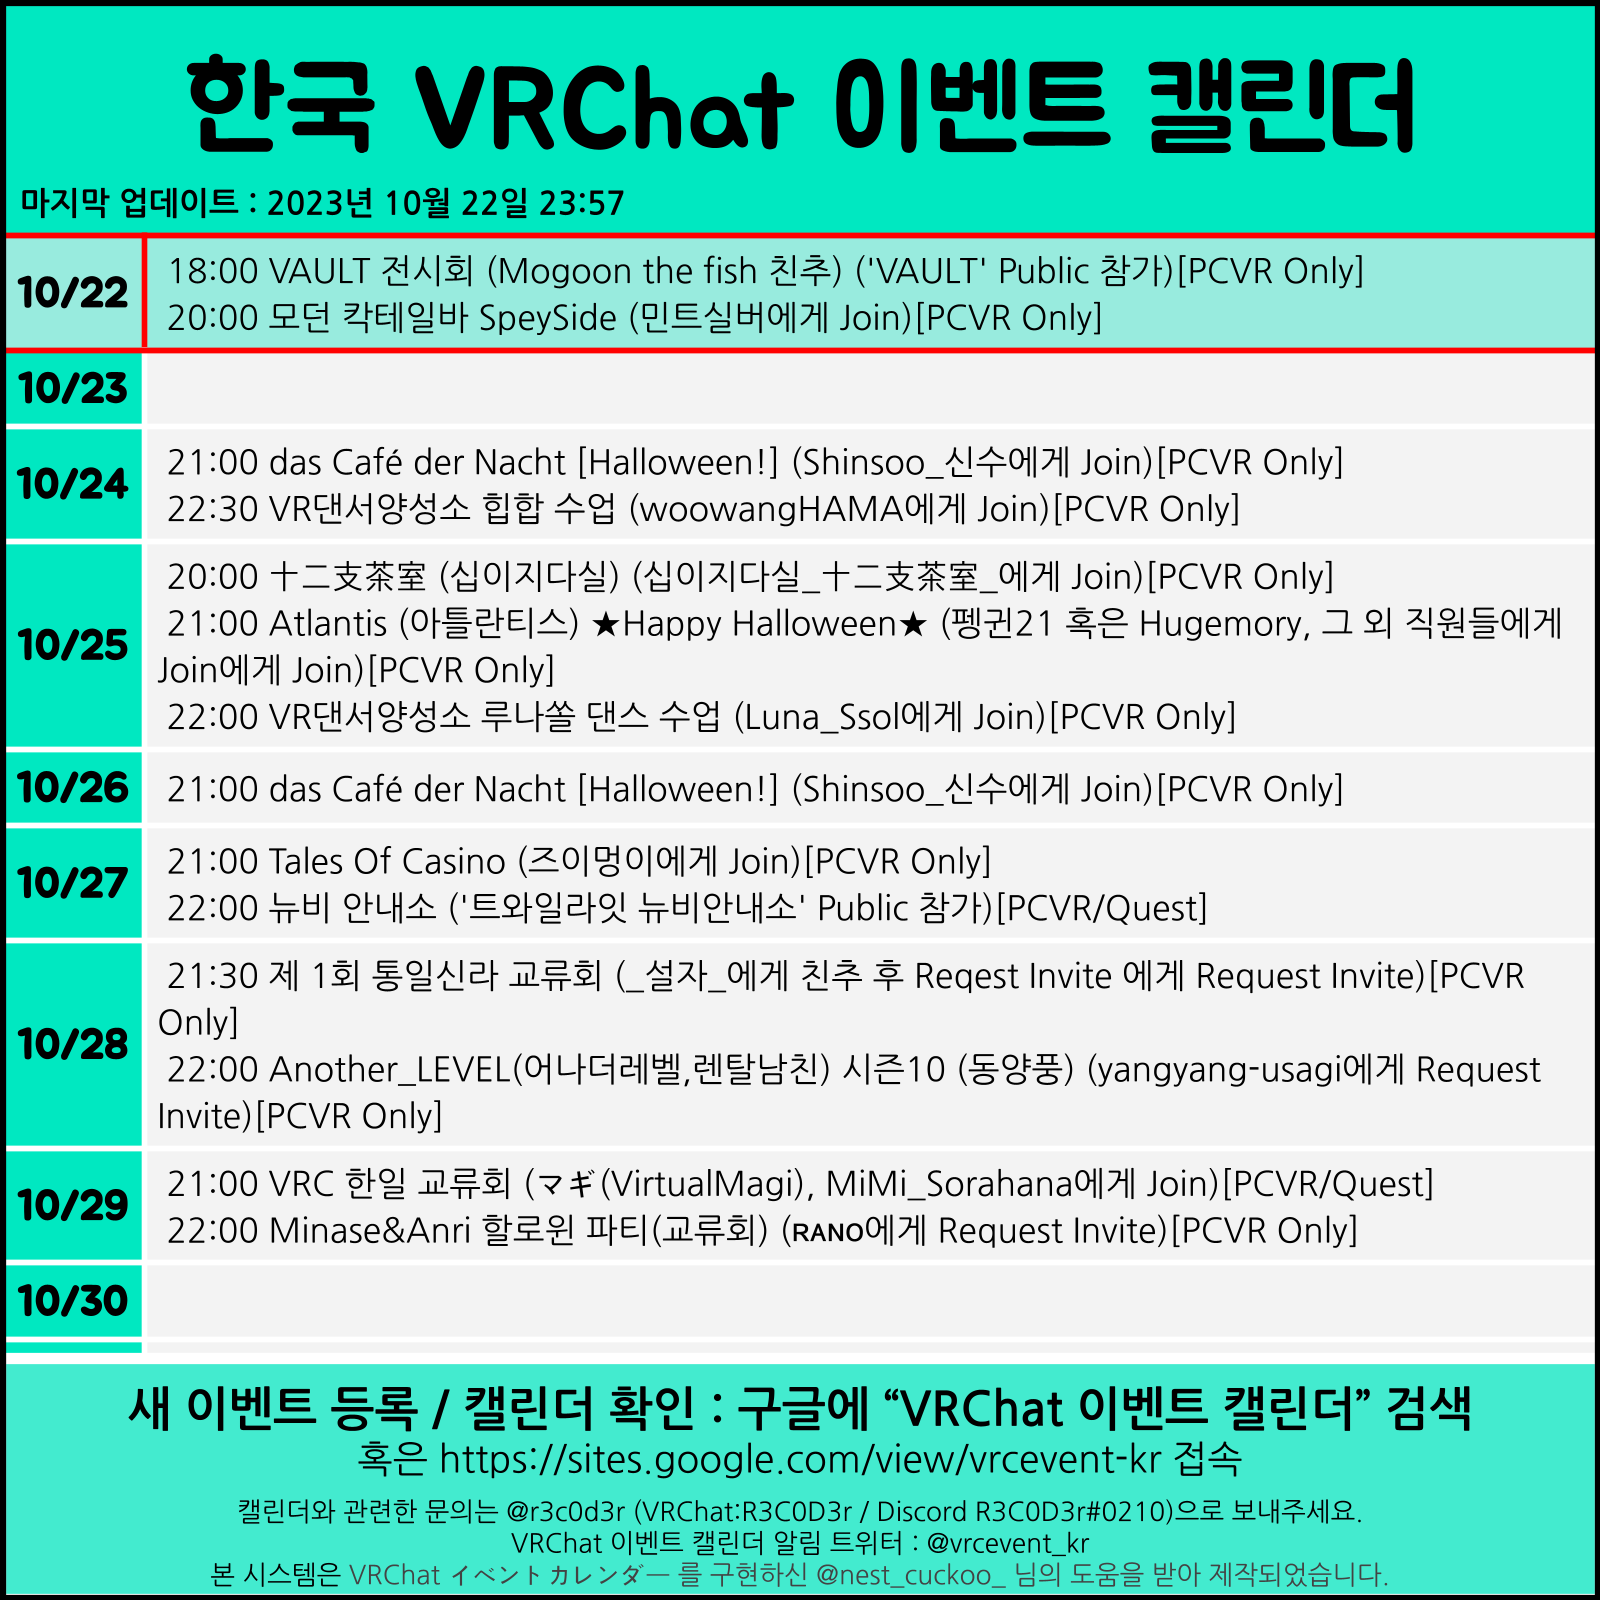 한국 VRChat 이벤트 캘린더
마지막 업데이트 : 2023년 10월 22일 23:57
10/22
18:00 VAULT 전시회 (Mogoon the fish 친추) ('VAULT' Public 참가)[PCVR Only]
20:00 모던 칵테일바 SpeySide (민트실버에게 Join)[PCVR Only]
10/23
10/24
21:00 das Café der Nacht [Halloween!] (Shinsoo_신수에게 Join)[PCVR Only]
22:30 VR댄서양성소 힙합 수업 (woowangHAMA에게 Join)[PCVR Only]
10/25
20:00 十二支茶室 (십이지다실) (십이지다실_十二支茶室_에게 Join)[PCVR Only]
21:00 Atlantis (아틀란티스) ★Happy Halloween★ (펭귄21 혹은 Hugemory, 그 외 직원들에게
Join에게 Join)[PCVR Only]
22:00 VR댄서양성소 루나쏠 댄스 수업 (Luna_Ssol에게 Join)[PCVR Only]
10/26
21:00 das Café der Nacht [Halloween!] (Shinsoo_신수에게 Join)[PCVR Only]
10/27
21:00 Tales Of Casino (즈이멍이에게 Join)[PCVR Only]
22:00 뉴비 안내소 ('트와일라잇 뉴비안내소' Public 참가)[PCVR/Quest]
10/28
21:30 제 1회 통일신라 교류회 (_설자_에게 친추 후 Reqest Invite 에게 Request Invite)[PCVR
Only]
22:00 Another_LEVEL(어나더레벨,렌탈남친) 시즌10 (동양풍) (yangyang-usagi에게 Request
Invite)[PCVR Only]
10/29
21:00 VRC 한일 교류회 (マギ(VirtualMagi), MiMi_Sorahana에게 Join)[PCVR/Quest]
22:00 Minase&Anri 할로윈 파티(교류회) (ʀᴀɴᴏ에게 Request Invite)[PCVR Only]
10/30
새 이벤트 등록 / 캘린더 확인 : 구글에 “VRChat 이벤트 캘린더” 검색
혹은 https://sites.google.com/view/vrcevent-kr 접속
캘린더와 관련한 문의는 @r3c0d3r (VRChat:R3C0D3r / Discord R3C0D3r#0210)으로 보내주세요.
VRChat 이벤트 캘린더 알림 트위터 : @vrcevent_kr
본 시스템은 VRChat イベントカレンダー 를 구현하신 @nest_cuckoo_ 님의 도움을 받아 제작되었습니다.